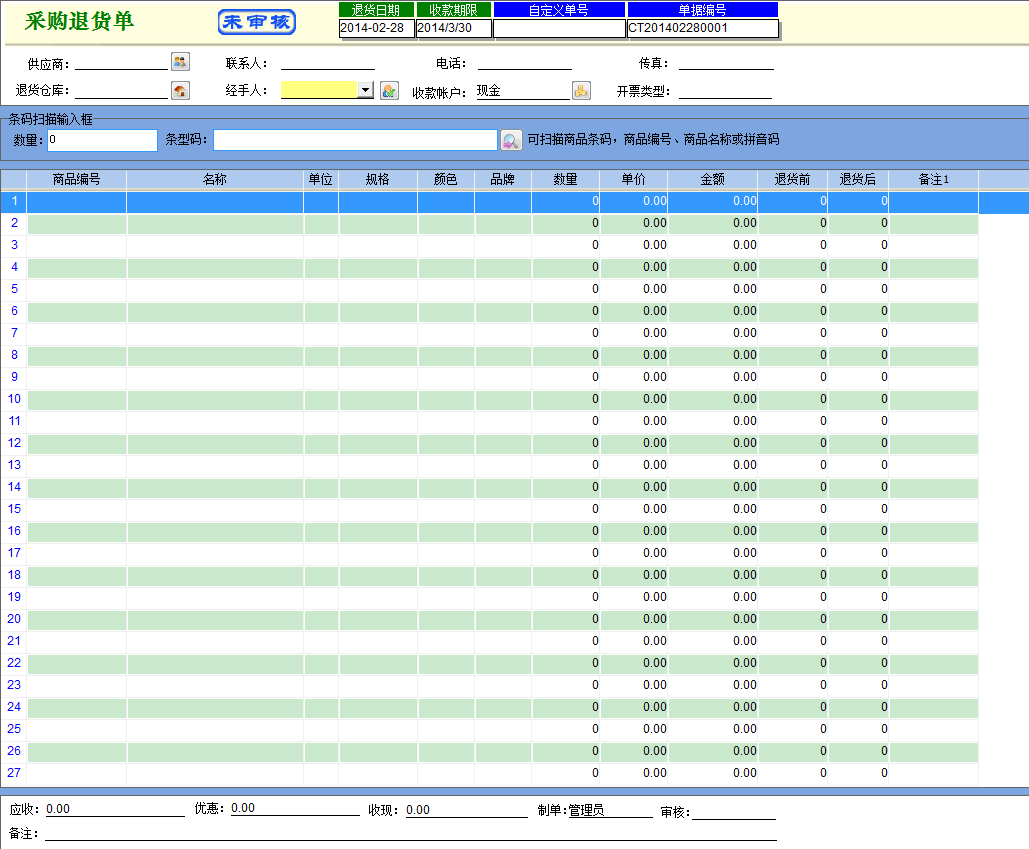 采购退货单 未审核 退货日期 收款期限 自定义单号 单据编号
2014-02-28 2014/3/30 CT201402280001
供应商: 联系人: 电话: 传真:
退货仓库: 经手人: 收款帐户: 现金 开票类型:
条码扫描输入框
数量: 0 条型码: 可扫描商品条码，商品编号、商品名称或拼音码
商品编号 名称 单位 规格 颜色 品牌 数量 单价 金额 退货前 退货后 备注1
1 0 0.00 0.00 0 0
2 0 0.00 0.00 0 0
3 0 0.00 0.00 0 0
4 0 0.00 0.00 0 0
5 0 0.00 0.00 0 0
6 0 0.00 0.00 0 0
7 0 0.00 0.00 0 0
8 0 0.00 0.00 0 0
9 0 0.00 0.00 0 0
10 0 0.00 0.00 0 0
11 0 0.00 0.00 0 0
12 0 0.00 0.00 0 0
13 0 0.00 0.00 0 0
14 0 0.00 0.00 0 0
15 0 0.00 0.00 0 0
16 0 0.00 0.00 0 0
17 0 0.00 0.00 0 0
18 0 0.00 0.00 0 0
19 0 0.00 0.00 0 0
20 0 0.00 0.00 0 0
21 0 0.00 0.00 0 0
22 0 0.00 0.00 0 0
23 0 0.00 0.00 0 0
24 0 0.00 0.00 0 0
25 0 0.00 0.00 0 0
26 0 0.00 0.00 0 0
27 0 0.00 0.00 0 0
应收: 0.00 优惠: 0.00 收现: 0.00 制单:管理员 审核:
备注: